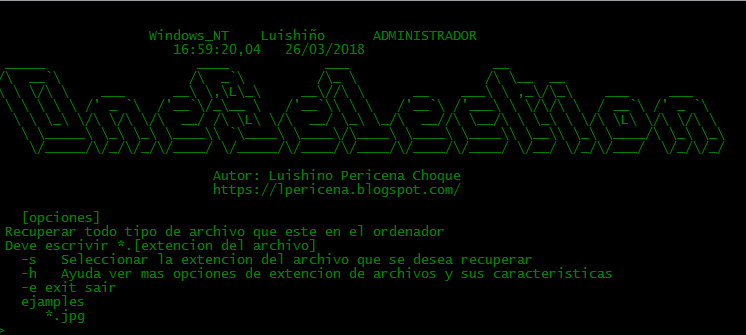 Windows_NT Luishiño ADMINISTRADOR
16:59:20,04 26/03/2018
OneSelection
Autor: Luishino Pericena Choque
https://lpericena.blogspot.com/
[opciones]
Recuperar todo tipo de archivo que este en el ordenador
Deve escrivir *.[extencion del archivo]
-s Seleccionar la extencion del archivo que se desea recuperar
-h Ayuda ver mas opciones de extencion de archivos y sus caracteristicas
-e exit sair
ejamples
*.jpg
>